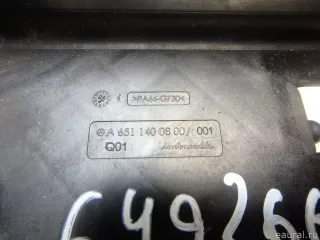 >PA66-GF30<
A 651 140 08 00/ 001
Q01
64926
© eaural.ru